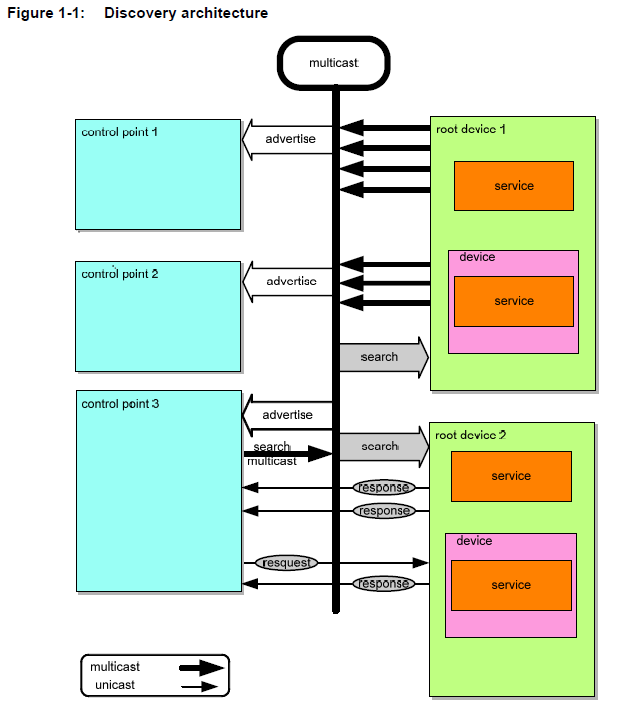 Figure 1-1: Discovery architecture
multicast
control point 1
advertise
root device 1
service
control point 2
advertise
device
service
search
control point 3
advertise
search
multicast
search
root device 2
service
response
response
device
resquest
response
service
multicast
unicast